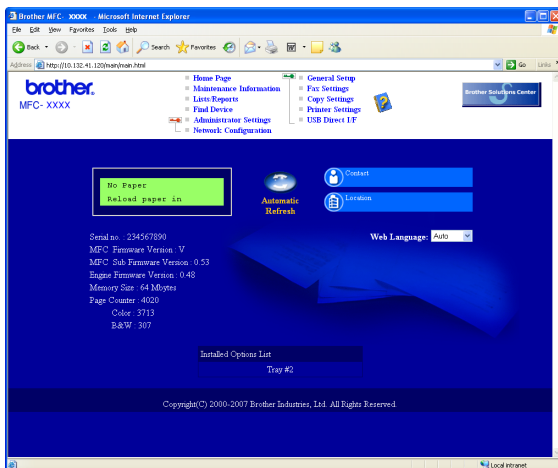 Brother MFC- XXXX - Microsoft Internet Explorer
File Edit View Favorites Tools Help
Back Search Favorites
Address http://10.132.41.120/main/main.html Go Links
brother.
MFC- XXXX
Home Page
Maintenance Information
Lists/Reports
Find Device
Administrator Settings
Network Configuration
General Setup
Fax Settings
Copy Settings
Printer Settings
USB Direct I/F
Brother Solutions Center
No Paper
Reload paper in
Automatic
Refresh
Contact
Location
Web Language: Auto
Serial no. : 234567890
MFC Firmware Version : V
MFC Sub Firmware Version : 0.53
Engine Firmware Version : 0.48
Memory Size : 64 Mbytes
Page Counter : 4020
Color : 3713
B&W : 307
Installed Options List
Tray #2
Copyright(C) 2000-2007 Brother Industries, Ltd. All Rights Reserved.
Local intranet